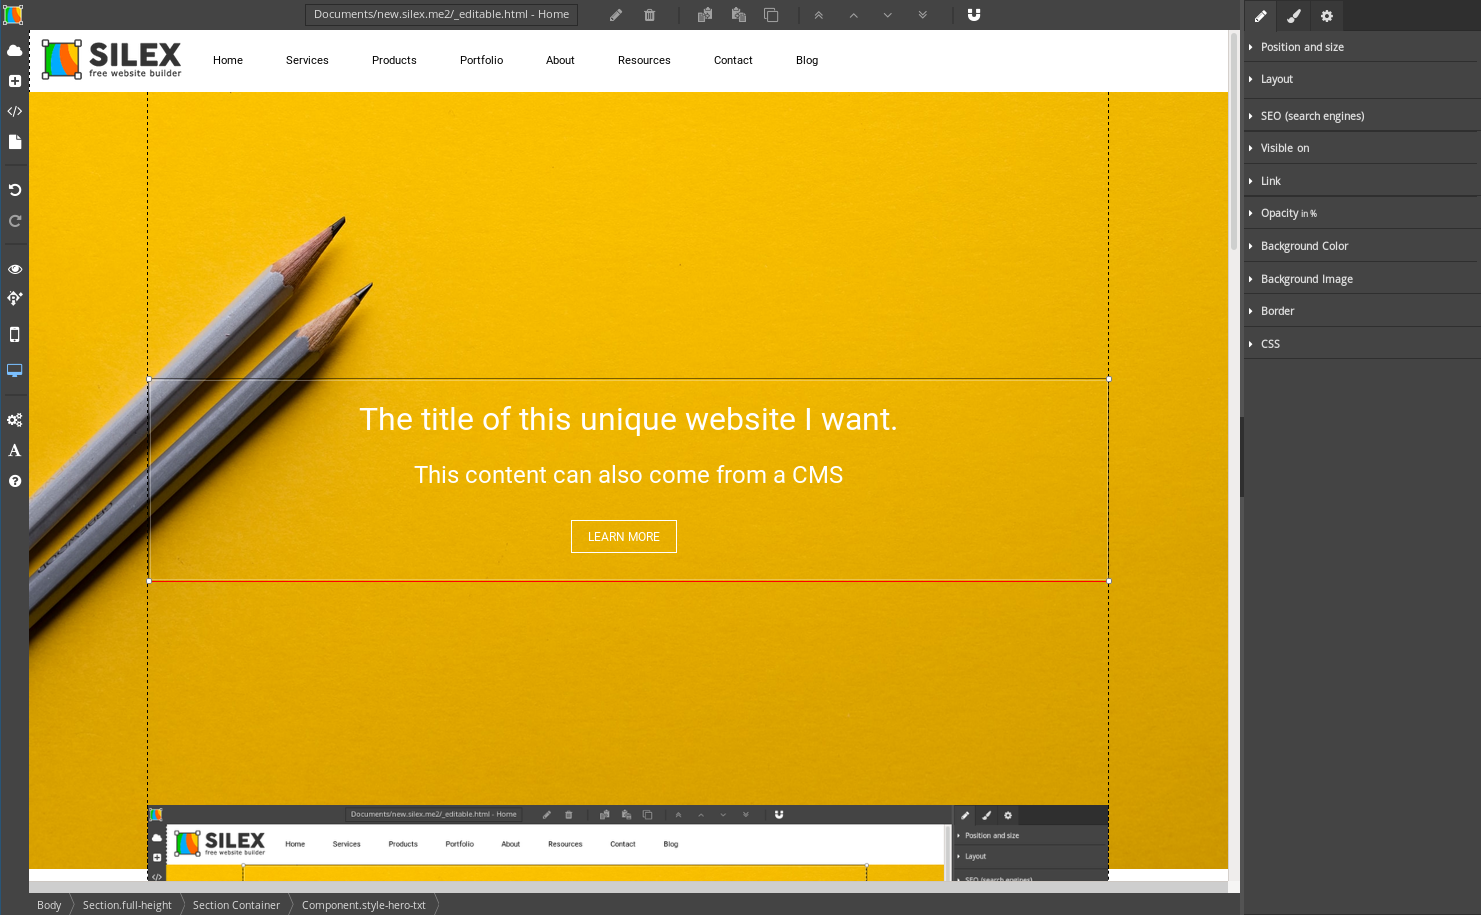 Documents/new.silex.me2/_editable.html - Home
SILEX
free website builder
Home Services Products Portfolio About Resources Contact Blog
The title of this unique website I want.
This content can also come from a CMS
LEARN MORE
Documents/new.silex.me2/_editable.html - Home
SILEX
free website builder
Home Services Products Portfolio About Resources Contact Blog
Position and size
Layout
SEO (search engines)
Body Section.full-height Section Container Component.style-hero-txt
Position and size
Layout
SEO (search engines)
Visible on
Link
Opacity in %
Background Color
Background Image
Border
CSS